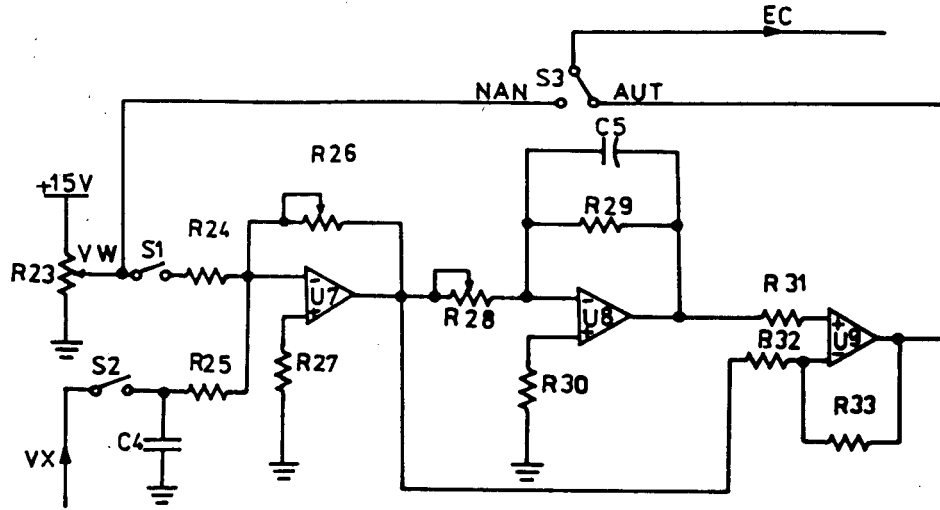 EC
S3
NAN
AUT
C5
R26
+15V
R29
R24
VW
S1
R23
R31
U7
-
+
R28
U8
-
+
R32
U9
+
-
S2
R25
R27
R30
R33
C4
VX